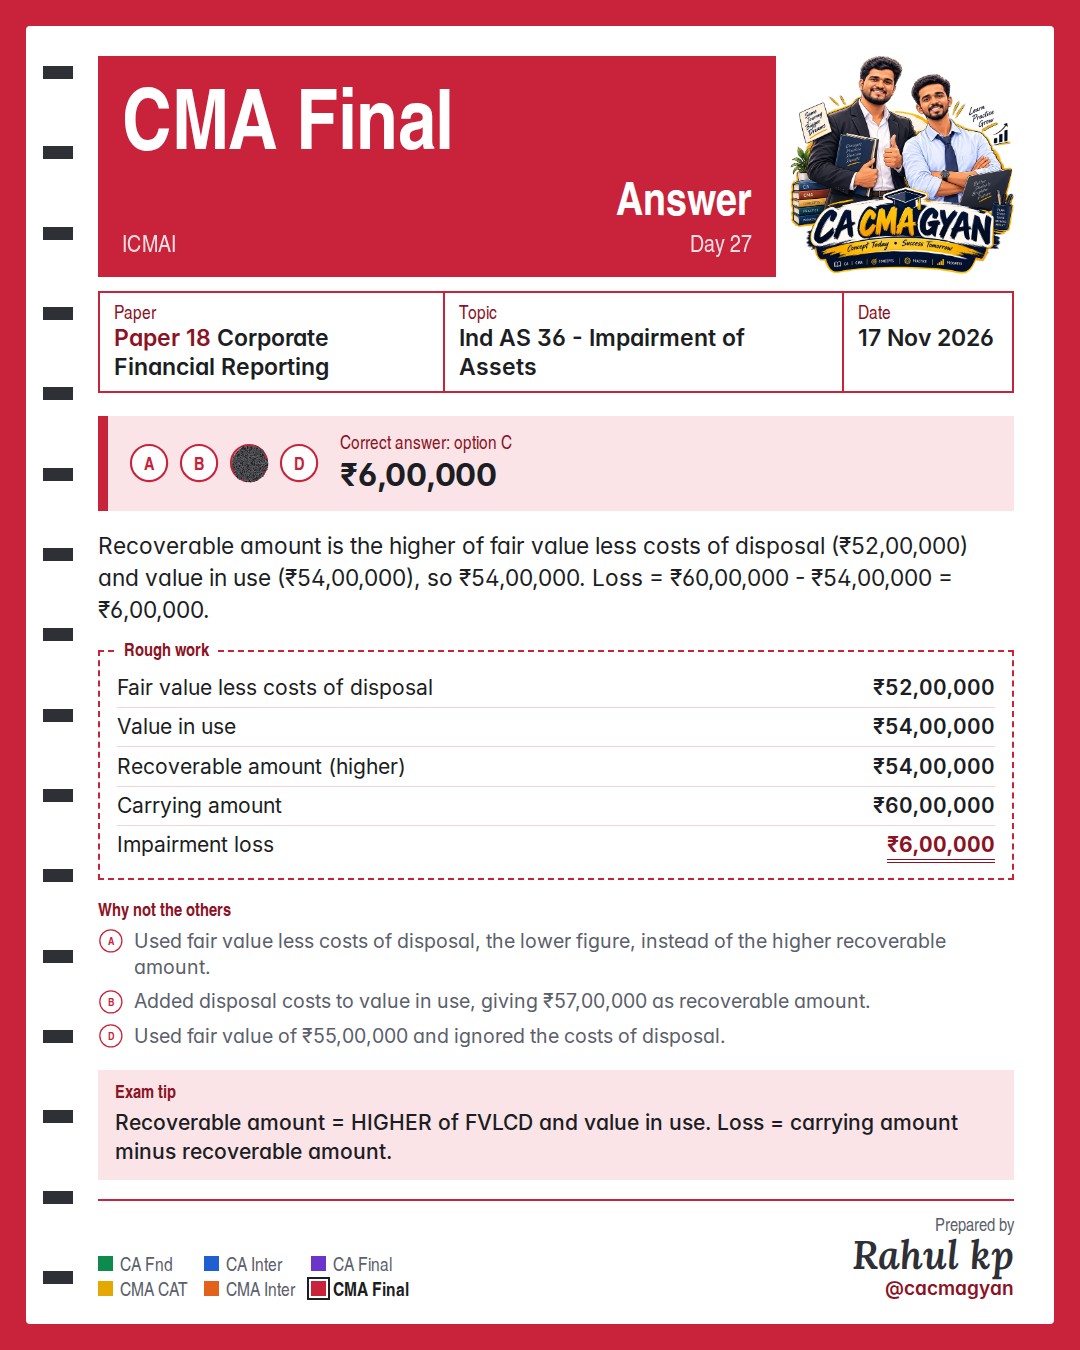 CMA Final
Answer
ICMAI
Day 27
Learn
Practice
Grow
CA
CMA
CA CMA GYAN
Concept Today • Success Tomorrow
Paper
Paper 18 Corporate
Financial Reporting
Topic
Ind AS 36 - Impairment of
Assets
Date
17 Nov 2026
A B D
Correct answer: option C
₹6,00,000
Recoverable amount is the higher of fair value less costs of disposal (₹52,00,000)
and value in use (₹54,00,000), so ₹54,00,000. Loss = ₹60,00,000 - ₹54,00,000 =
₹6,00,000.
Rough work
Fair value less costs of disposal ₹52,00,000
Value in use ₹54,00,000
Recoverable amount (higher) ₹54,00,000
Carrying amount ₹60,00,000
Impairment loss ₹6,00,000
Why not the others
A Used fair value less costs of disposal, the lower figure, instead of the higher recoverable
amount.
B Added disposal costs to value in use, giving ₹57,00,000 as recoverable amount.
D Used fair value of ₹55,00,000 and ignored the costs of disposal.
Exam tip
Recoverable amount = HIGHER of FVLCD and value in use. Loss = carrying amount
minus recoverable amount.
Prepared by
Rahul kp
@cacmagyan
CA Fnd CA Inter CA Final
CMA CAT CMA Inter CMA Final